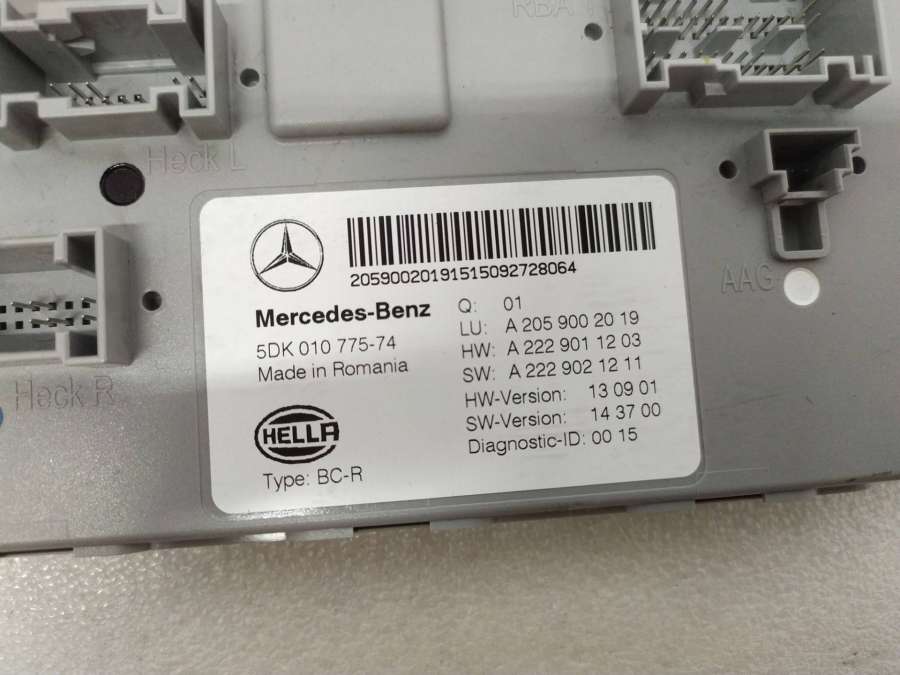 RBA
Heck L
20590020191515092728064
Mercedes-Benz
5DK 010 775-74
Made in Romania
Q: 01
LU: A 205 900 20 19
HW: A 222 901 12 03
SW: A 222 902 12 11
HW-Version: 13 09 01
SW-Version: 14 37 00
Diagnostic-ID: 00 15
HELLA
Type: BC-R
AAG
Heck R